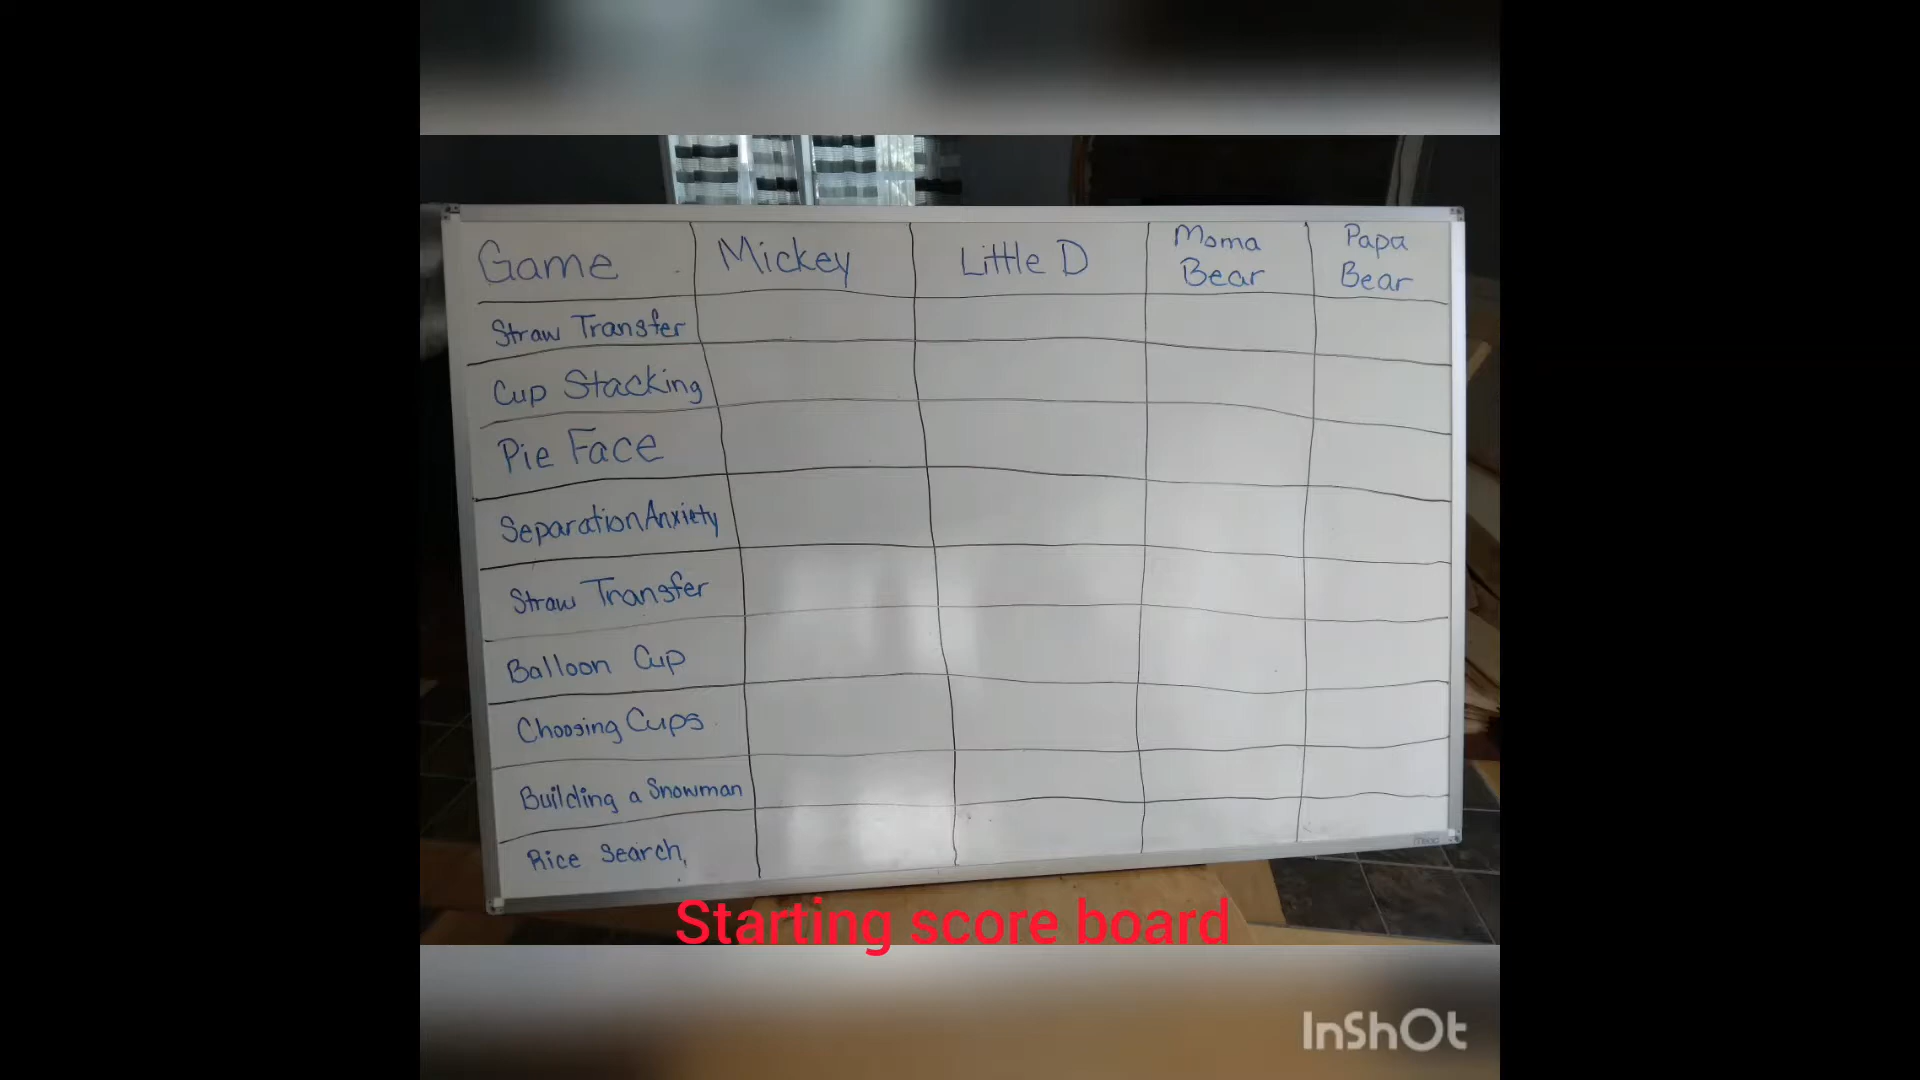 Game Mickey Little D Moma Bear Papa Bear
Straw Transfer
Cup Stacking
Pie Face
Separation Anxiety
Straw Transfer
Balloon Cup
Choosing Cups
Building a Snowman
Rice Search
Starting score board
InShOt